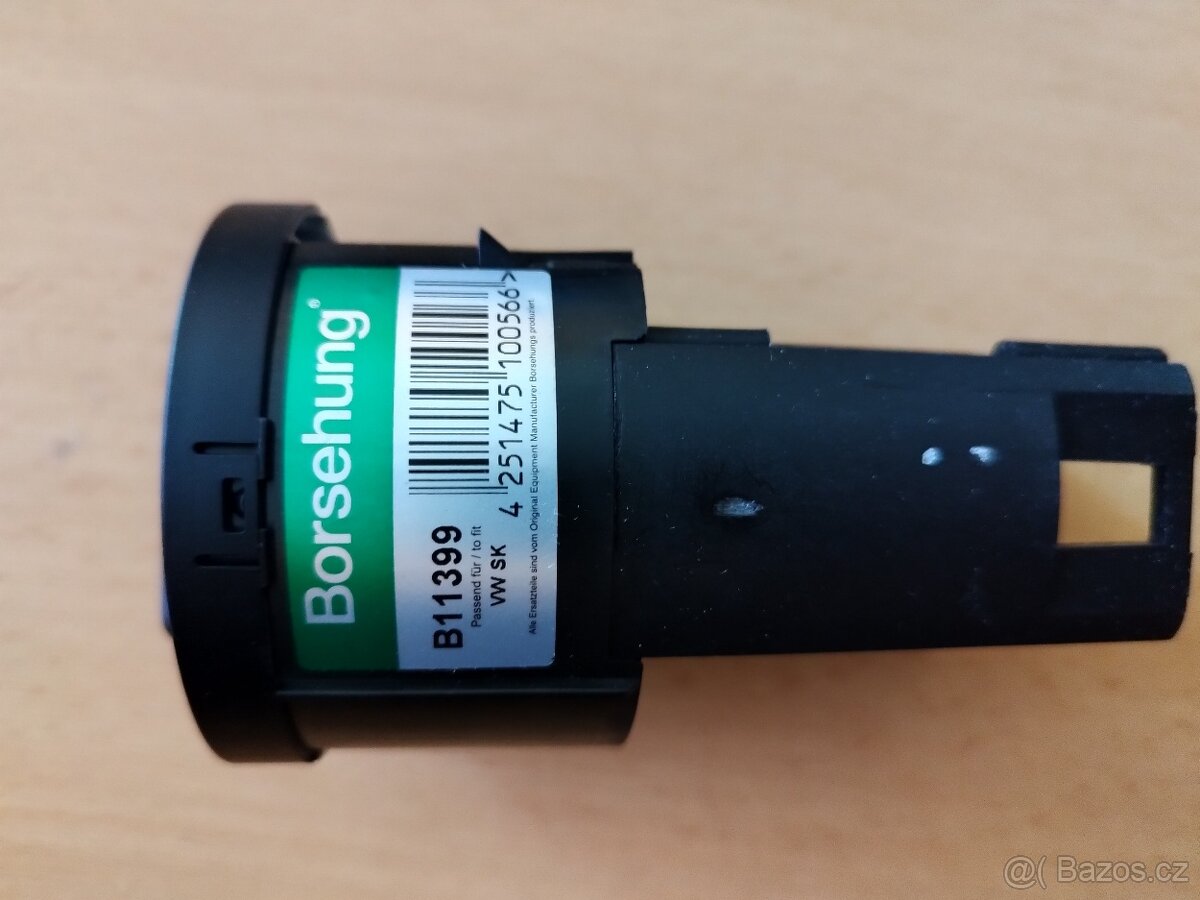 Borsehung®
4 251475 100566 >
B11399
Passend für / to fit
VW SK
Alle Ersatzteile sind vom Original Equipment Manufacturer Borsehungs produziert.
@( Bazos.cz